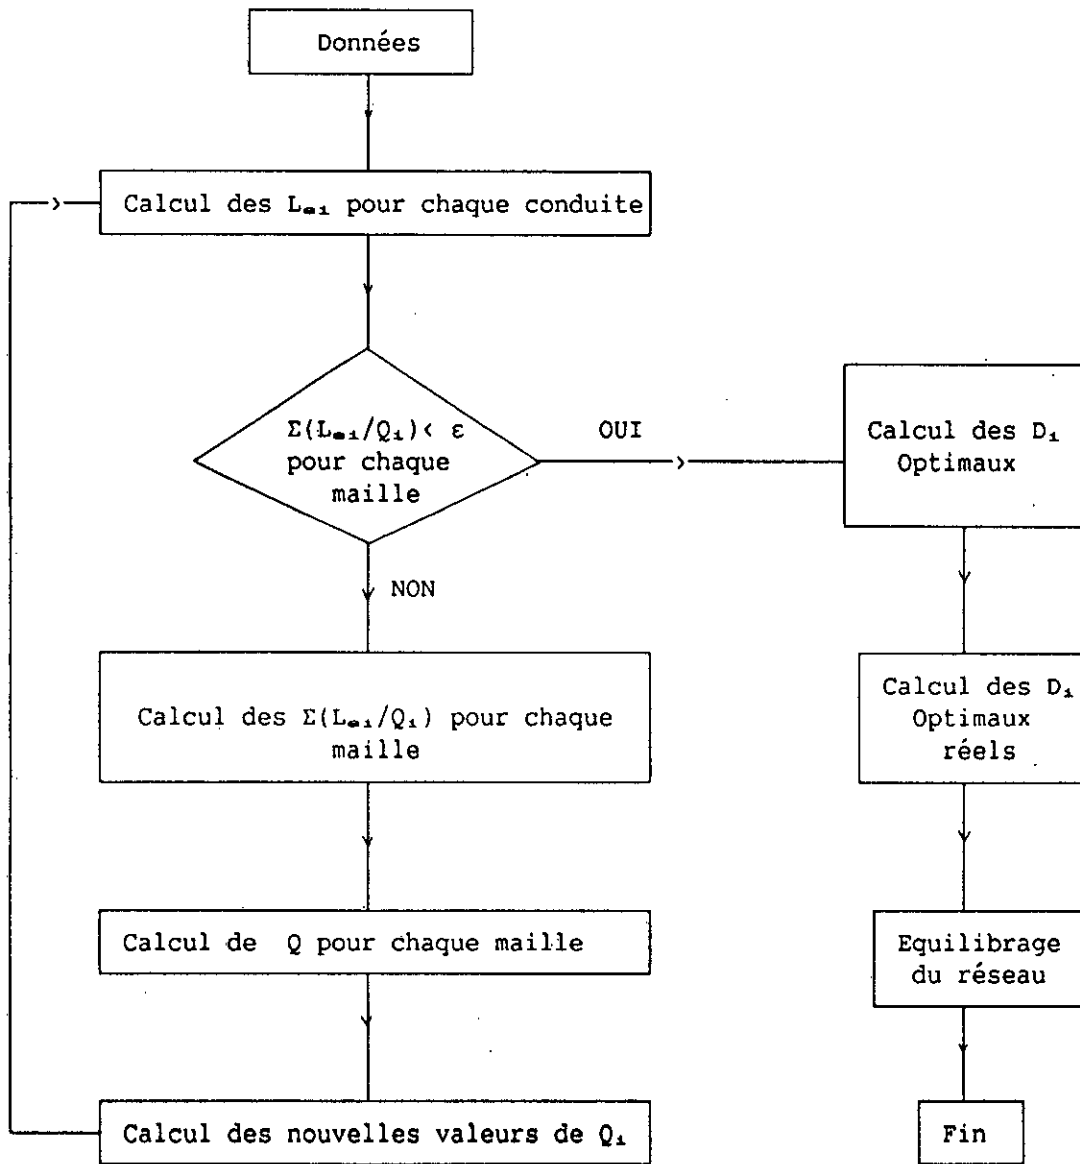 Données
Calcul des Lₑᵢ pour chaque conduite
Σ(Lₑᵢ/Qᵢ)< ε
pour chaque
maille
OUI
Calcul des Dᵢ
Optimaux
NON
Calcul des Σ(Lₑᵢ/Qᵢ) pour chaque
maille
Calcul des Dᵢ
Optimaux
réels
Calcul de Q pour chaque maille
Equilibrage
du réseau
Calcul des nouvelles valeurs de Qᵢ
Fin